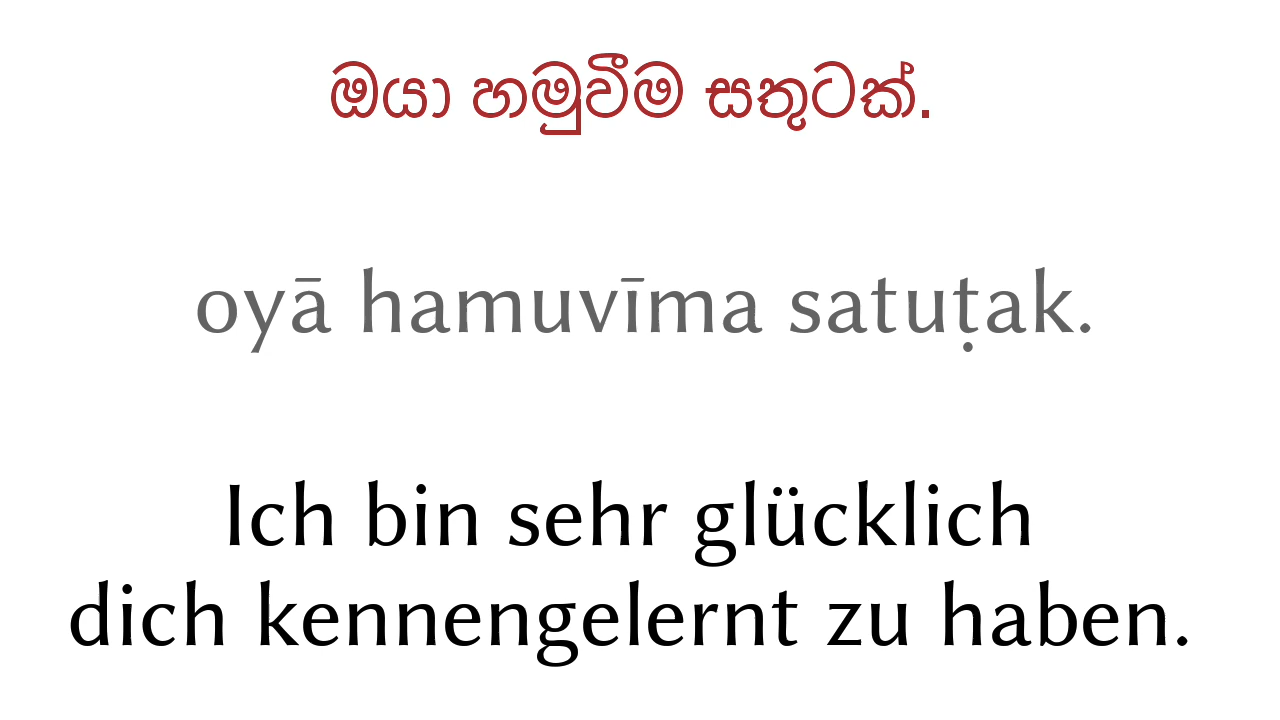 ඔයා හමුවීම සතුටක්.
oyā hamuvīma satuṭak.
Ich bin sehr glücklich
dich kennengelernt zu haben.